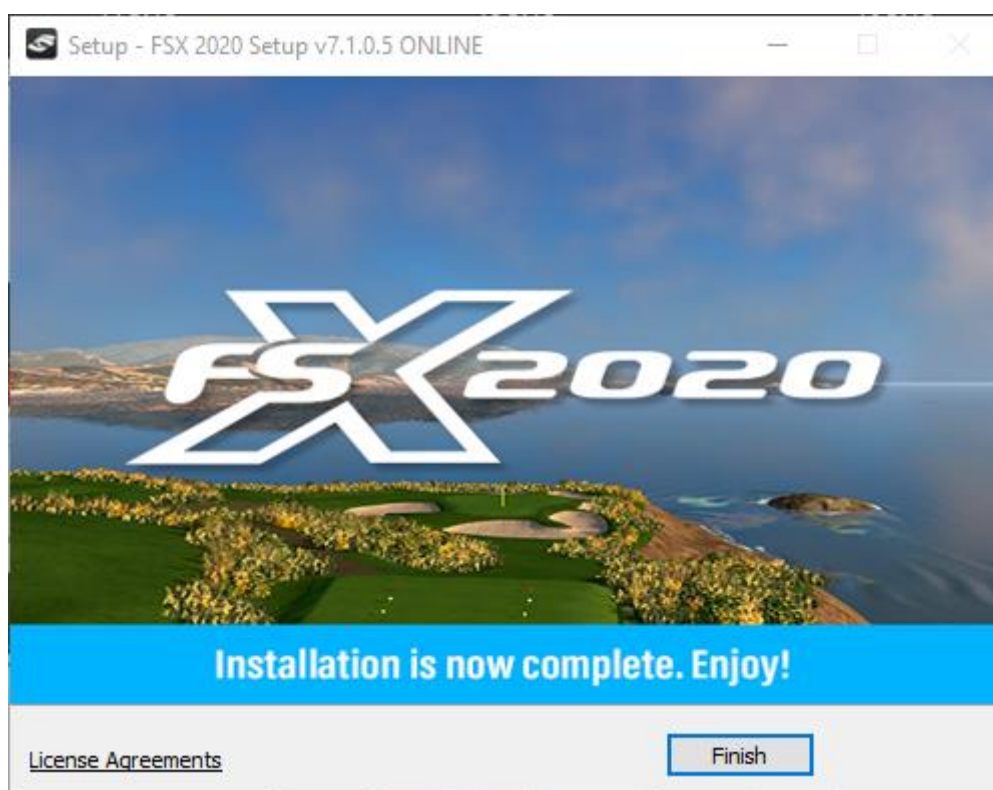 Setup - FSX 2020 Setup v7.1.0.5 ONLINE
FSX 2020
Installation is now complete. Enjoy!
License Agreements
Finish